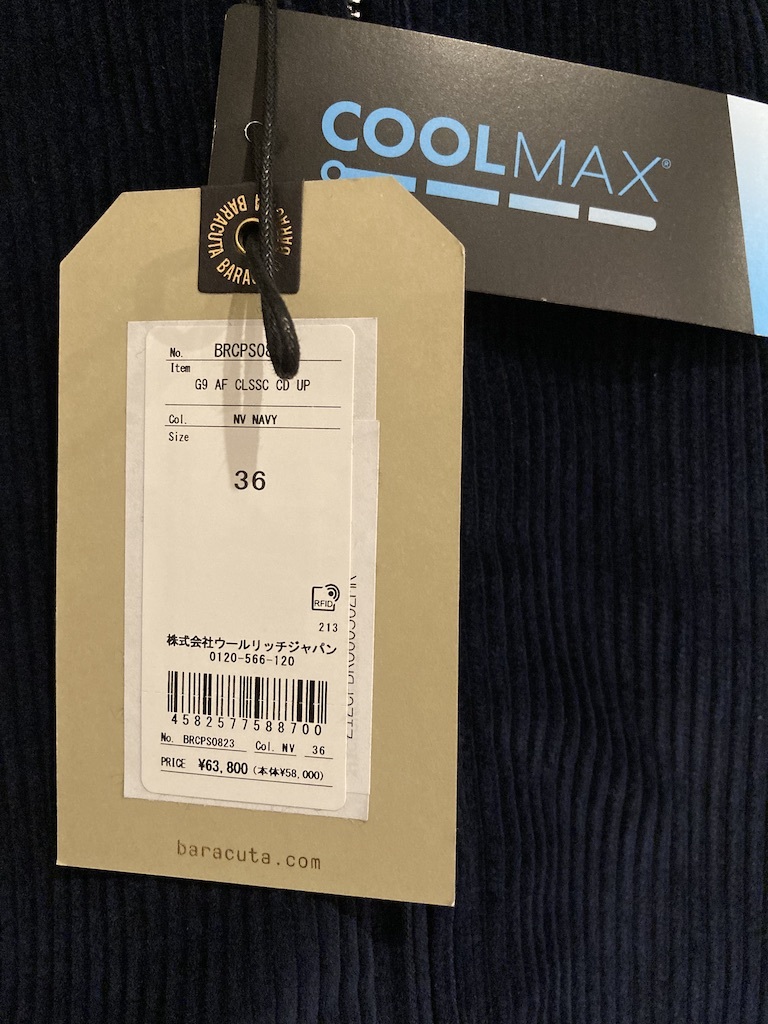 COOLMAX®
BARACUTA BARACUTA
No. BRCPS08
Item
G9 AF CLSSC CD UP
Col. NV NAVY
Size
36
RFID
213
株式会社ウールリッチジャパン
0120-566-120
4582577588700
No. BRCPS0823 Col. NV 36
PRICE ¥63,800 (本体¥58,000)
baracuta.com